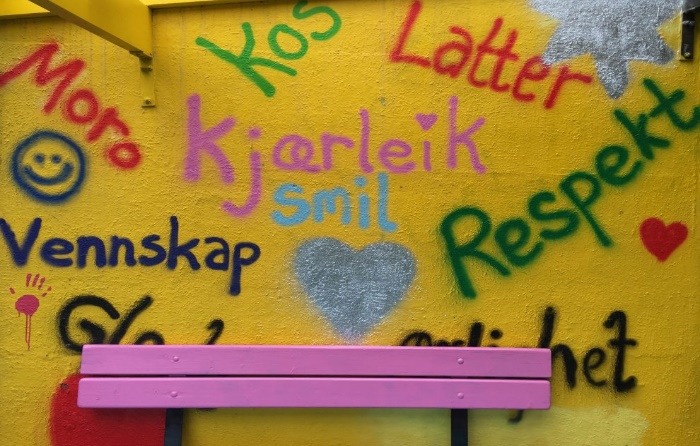 Kos
Latter
Moro
Kjærleik
Respekt
smil
Vennskap